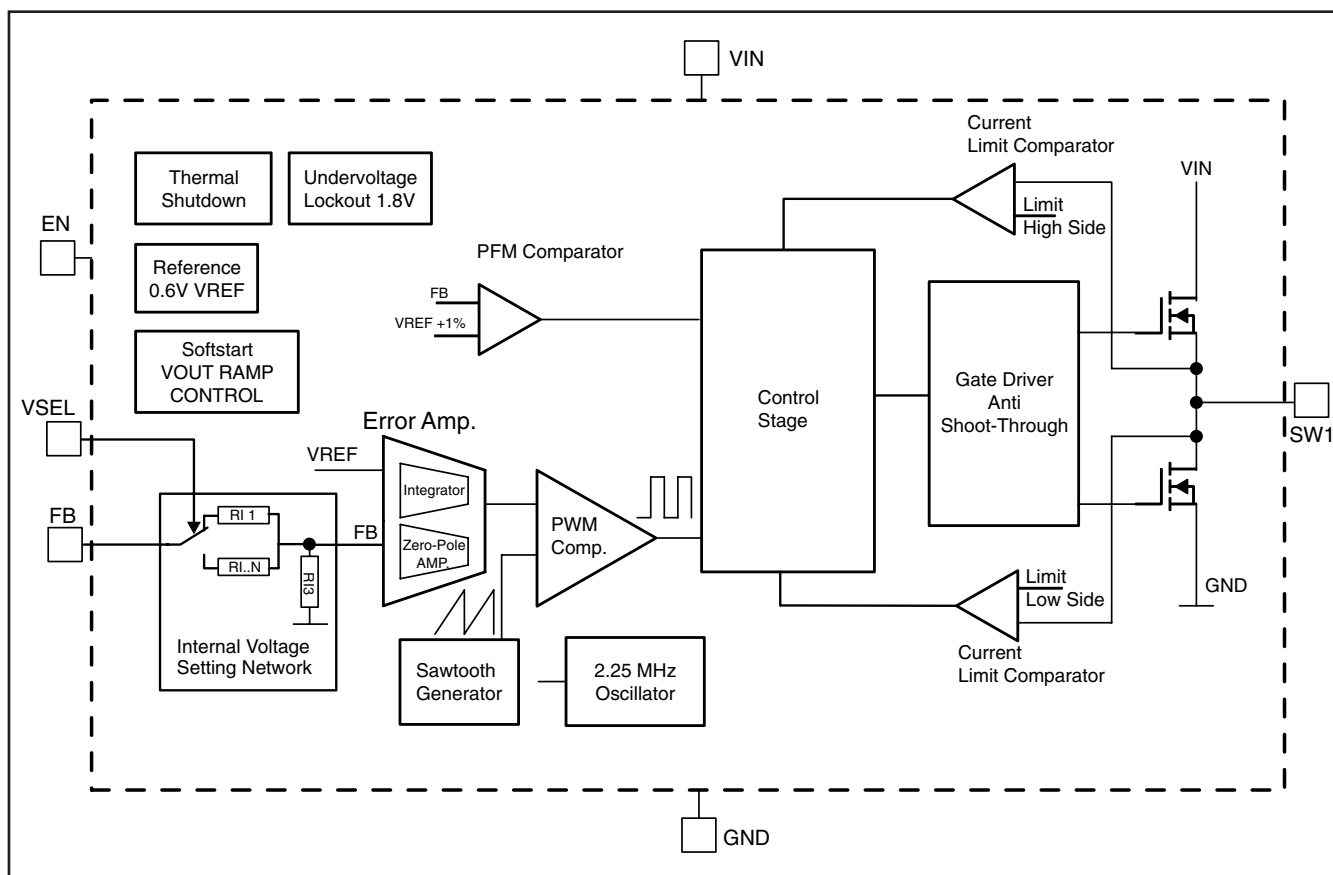 VIN
Current
Limit Comparator
VIN
Thermal
Shutdown
Undervoltage
Lockout 1.8V
Limit
High Side
EN
PFM Comparator
Reference
0.6V VREF
FB
VREF +1%
Softstart
VOUT RAMP
CONTROL
Control
Stage
Gate Driver
Anti
Shoot-Through
VSEL
Error Amp.
SW1
VREF
Integrator
RI 1
FB
FB
Zero-Pole
AMP.
PWM
Comp.
RI..N
RI3
Limit
Low Side
GND
Internal Voltage
Setting Network
Sawtooth
Generator
2.25 MHz
Oscillator
Current
Limit Comparator
GND